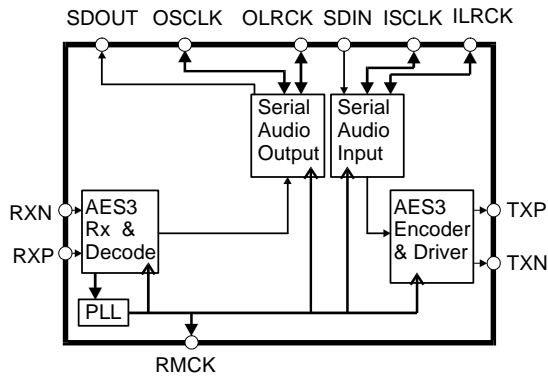 SDOUT OSCLK OLRCK SDIN ISCLK ILRCK
Serial
Audio
Output
Serial
Audio
Input
RXN
RXP
AES3
Rx &
Decode
AES3
Encoder
& Driver
TXP
TXN
PLL
RMCK